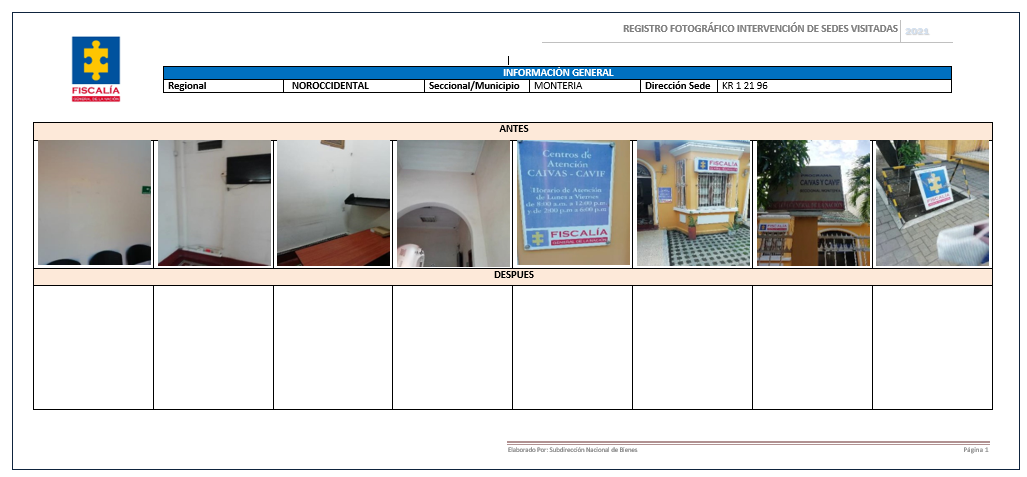 REGISTRO FOTOGRÁFICO INTERVENCIÓN DE SEDES VISITADAS 2021
FISCALÍA
GENERAL DE LA NACIÓN
INFORMACIÓN GENERAL
Regional NOROCCIDENTAL Seccional/Municipio MONTERIA Dirección Sede KR 1 21 96
ANTES
Centros de
Atención
CAIVAS - CAVIF
Horario de Atención
de Lunes a Viernes
de 8:00 a.m. a 12:00 p.m.
y de 2:00 p.m a 6:00 p.m
FISCALÍA
GENERAL DE LA NACIÓN
FISCALÍA
CAIVAS Y CAVIF
FISCALÍA
DESPUES
Elaborado Por: Subdirección Nacional de Bienes Página 1